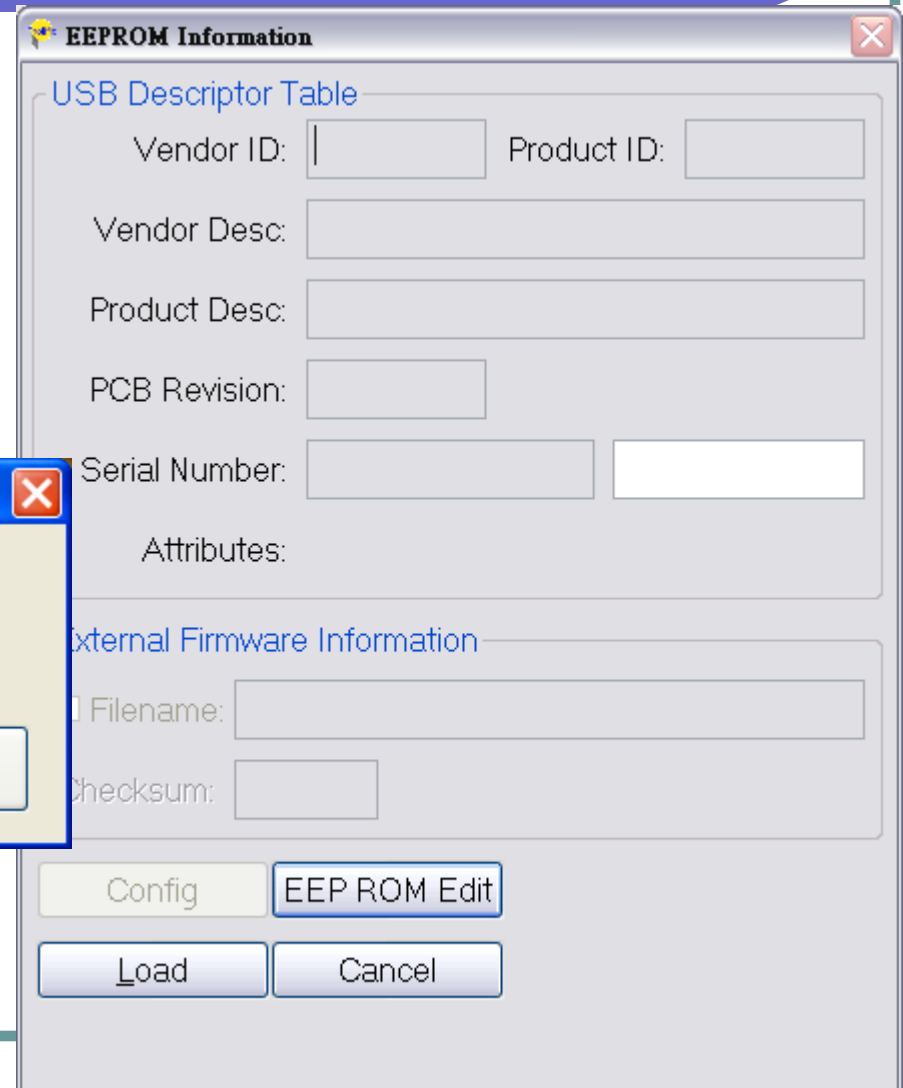 EEPROM Information
USB Descriptor Table
Vendor ID: Product ID:
Vendor Desc:
Product Desc:
PCB Revision:
Serial Number:
Attributes:
xternal Firmware Information
Filename:
Checksum:
Config EEP ROM Edit
Load Cancel